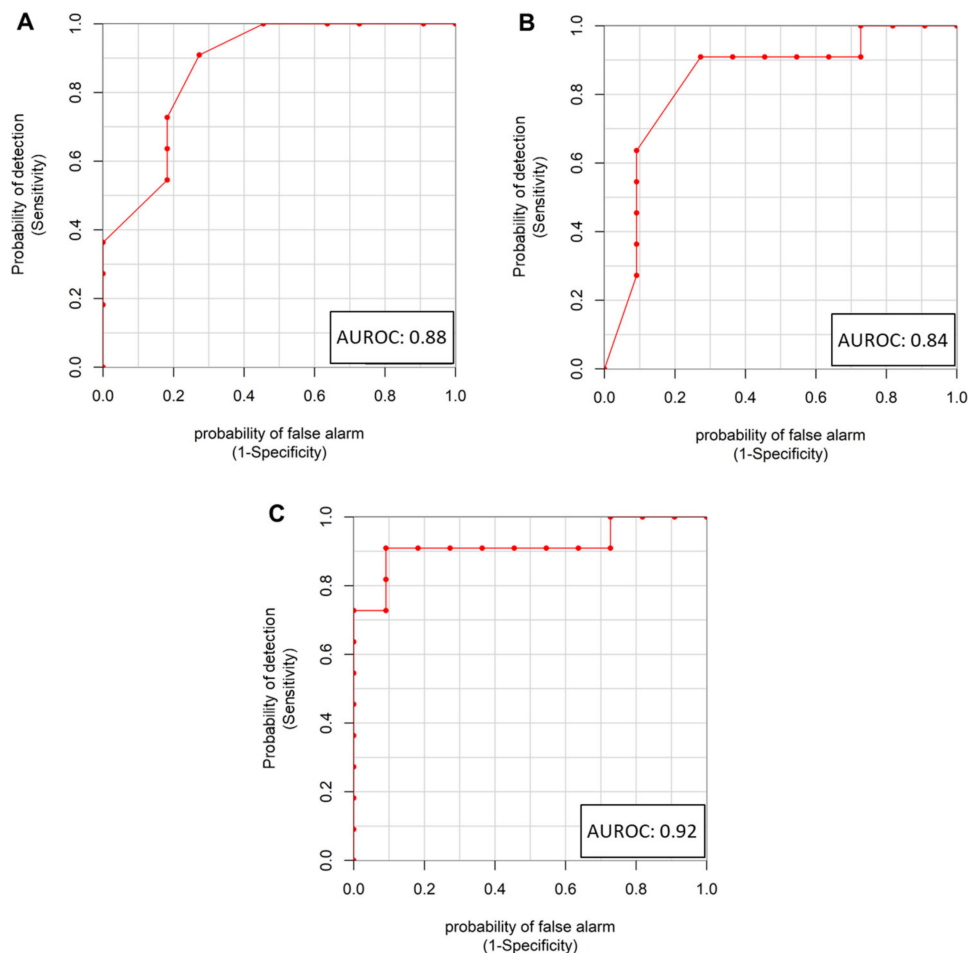 A
1.0
0.8
0.6
0.4
0.2
0.0
Probability of detection
(Sensitivity)
AUROC: 0.88
0.0 0.2 0.4 0.6 0.8 1.0
probability of false alarm
(1-Specificity)
B
1.0
0.8
0.6
0.4
0.2
0.0
Probability of detection
(Sensitivity)
AUROC: 0.84
0.0 0.2 0.4 0.6 0.8 1.0
probability of false alarm
(1-Specificity)
C
1.0
0.8
0.6
0.4
0.2
0.0
Probability of detection
(Sensitivity)
AUROC: 0.92
0.0 0.2 0.4 0.6 0.8 1.0
probability of false alarm
(1-Specificity)